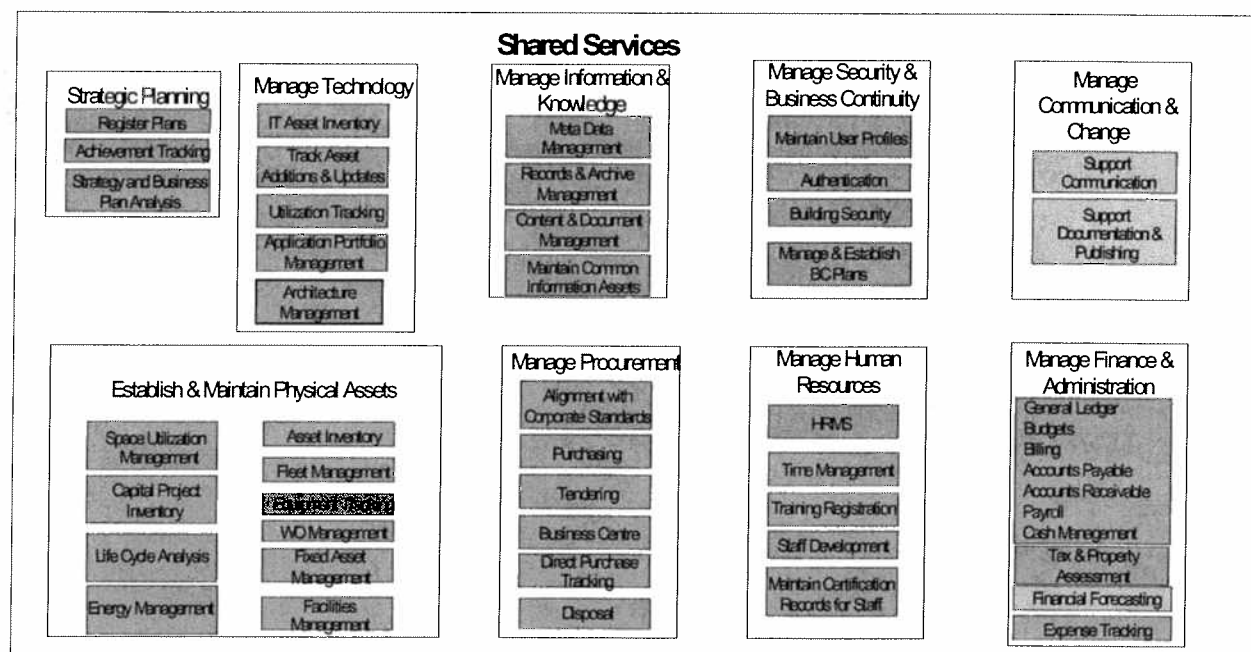 Shared Services
Strategic Planning
Register Plans
Achievement Tracking
Strategy and Business
Plan Analysis
Manage Technology
IT Asset Inventory
Track Asset
Additions & Updates
Utilization Tracking
Application Portfolio
Management
Architecture
Management
Manage Information &
Knowledge
Meta Data
Management
Records & Archive
Management
Content & Document
Management
Maintain Common
Information Assets
Manage Security &
Business Continuity
Maintain User Profiles
Authentication
Building Security
Manage & Establish
BC Plans
Manage
Communication &
Change
Support
Communication
Support
Documentation &
Publishing
Establish & Maintain Physical Assets
Space Utilization
Management
Capital Project
Inventory
Life Cycle Analysis
Energy Management
Asset Inventory
Fleet Management
Equipment Tracking
WO Management
Fixed Asset
Management
Facilities
Management
Manage Procurement
Alignment with
Corporate Standards
Purchasing
Tendering
Business Centre
Direct Purchase
Tracking
Disposal
Manage Human
Resources
HRMS
Time Management
Training Registration
Staff Development
Maintain Certification
Records for Staff
Manage Finance &
Administration
General Ledger
Budgets
Billing
Accounts Payable
Accounts Receivable
Payroll
Cash Management
Tax & Property
Assessment
Financial Forecasting
Expense Tracking